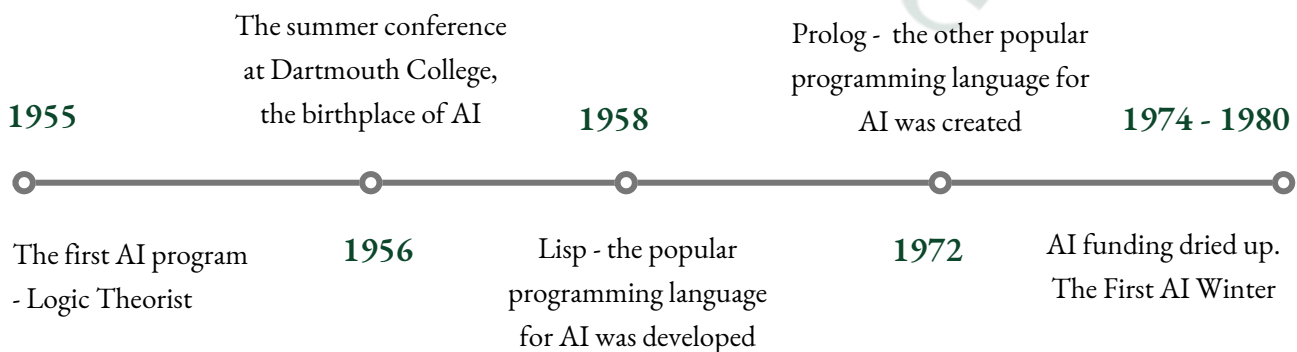 1955
The first AI program
- Logic Theorist
The summer conference
at Dartmouth College,
the birthplace of AI
1956
1958
Lisp - the popular
programming language
for AI was developed
Prolog -  the other popular
programming language for
AI was created
1972
1974 - 1980
AI funding dried up.
The First AI Winter